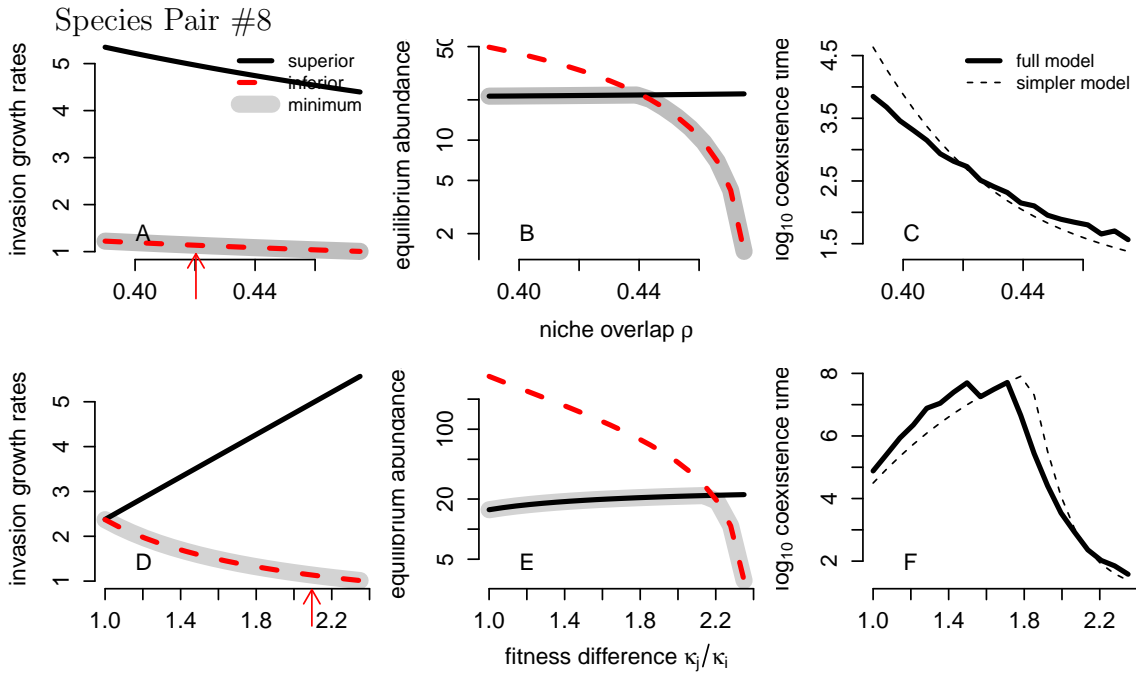 Species Pair #8
invasion growth rates
5
4
3
2
1
superior
inferior
minimum
A
0.40
0.44
equilibrium abundance
50
20
10
5
2
B
0.40
0.44
niche overlap ρ
log10 coexistence time
4.5
3.5
2.5
1.5
full model
simpler model
C
0.40
0.44
invasion growth rates
5
4
3
2
1
D
1.0
1.4
1.8
2.2
equilibrium abundance
100
20
5
E
1.0
1.4
1.8
2.2
fitness difference κj/κi
log10 coexistence time
8
6
4
2
F
1.0
1.4
1.8
2.2